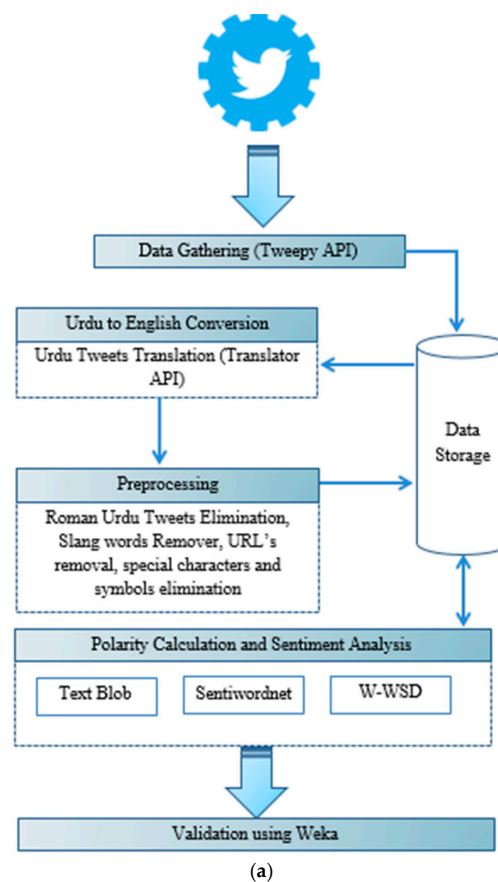 Data Gathering (Tweepy API)
Urdu to English Conversion
Urdu Tweets Translation (Translator
API)
Data
Storage
Preprocessing
Roman Urdu Tweets Elimination,
Slang words Remover, URL's
removal, special characters and
symbols elimination
Polarity Calculation and Sentiment Analysis
Text Blob
Sentiwordnet
W-WSD
Validation using Weka
(a)